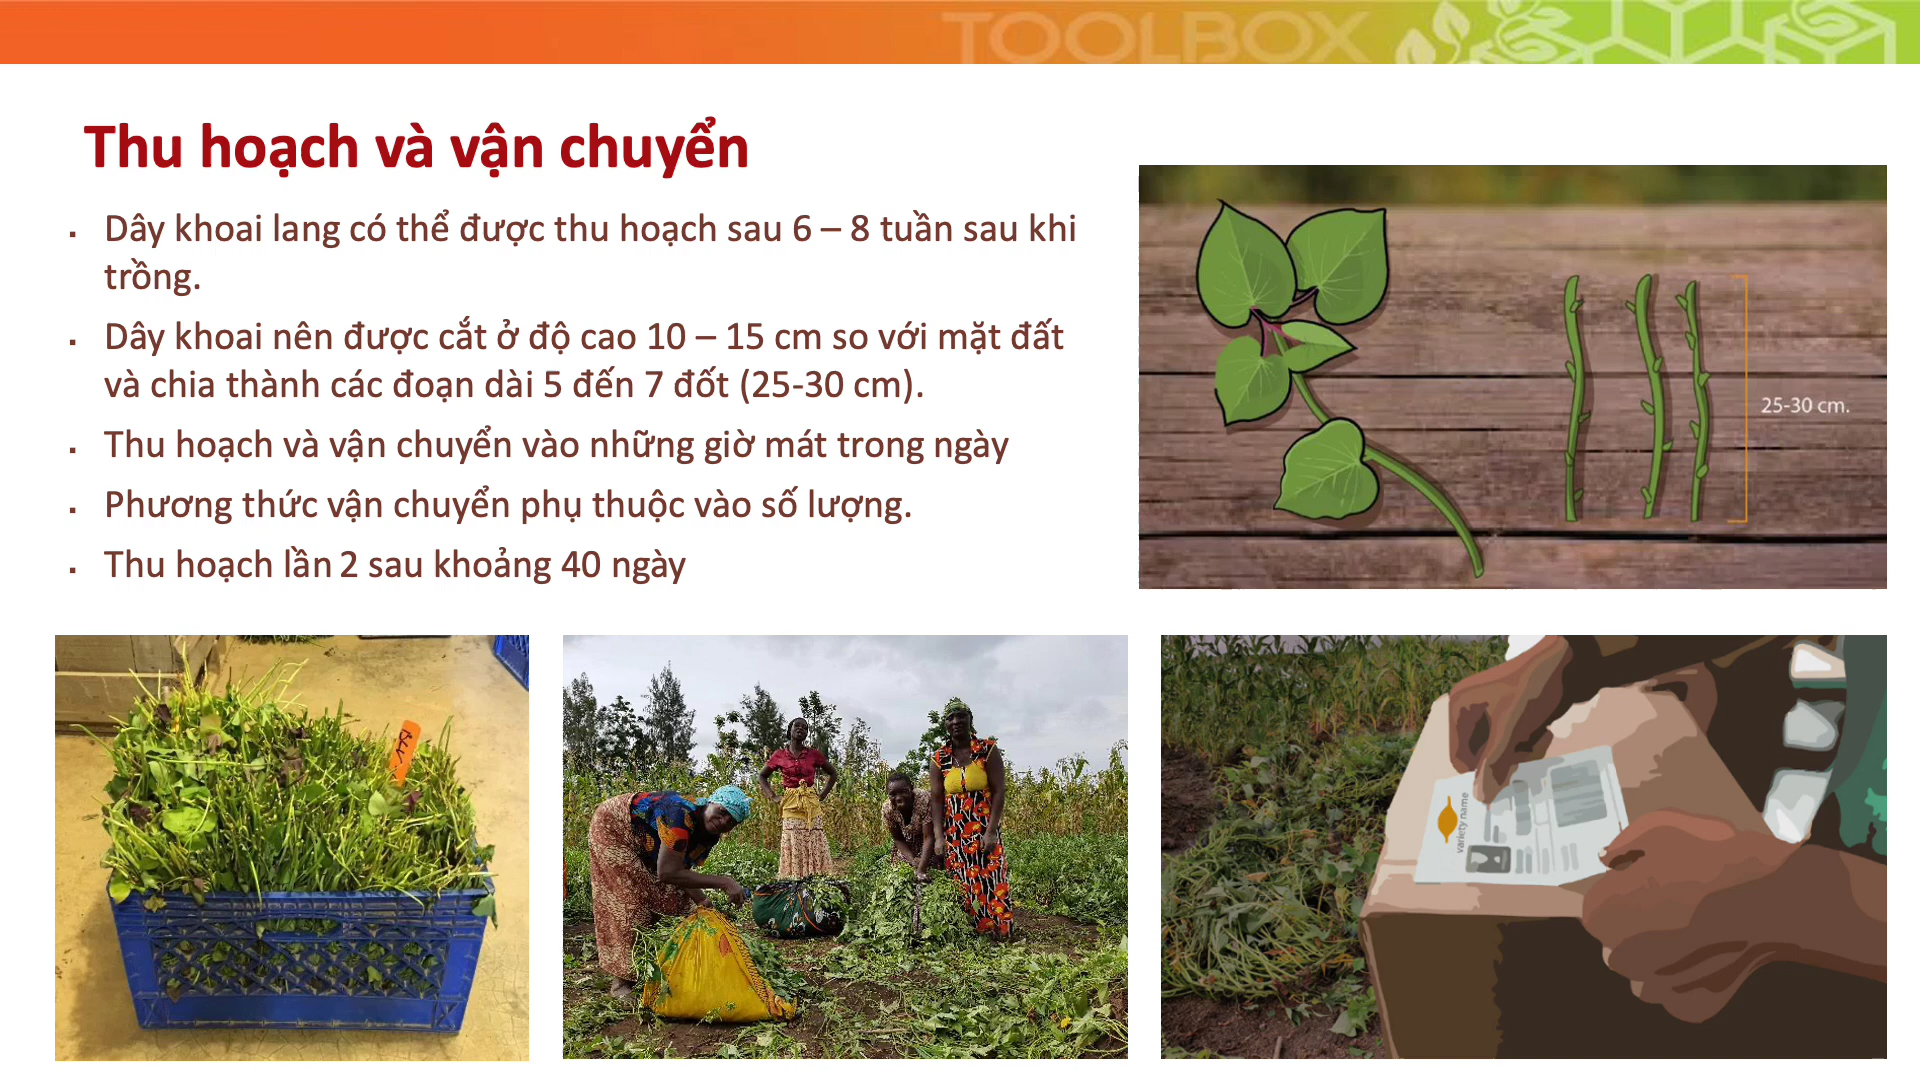 TOOLBOX
Thu hoạch và vận chuyển
▪ Dây khoai lang có thể được thu hoạch sau 6 – 8 tuần sau khi
trồng.
▪ Dây khoai nên được cắt ở độ cao 10 – 15 cm so với mặt đất
và chia thành các đoạn dài 5 đến 7 đốt (25-30 cm).
▪ Thu hoạch và vận chuyển vào những giờ mát trong ngày
▪ Phương thức vận chuyển phụ thuộc vào số lượng.
▪ Thu hoạch lần 2 sau khoảng 40 ngày
25-30 cm.
variety name